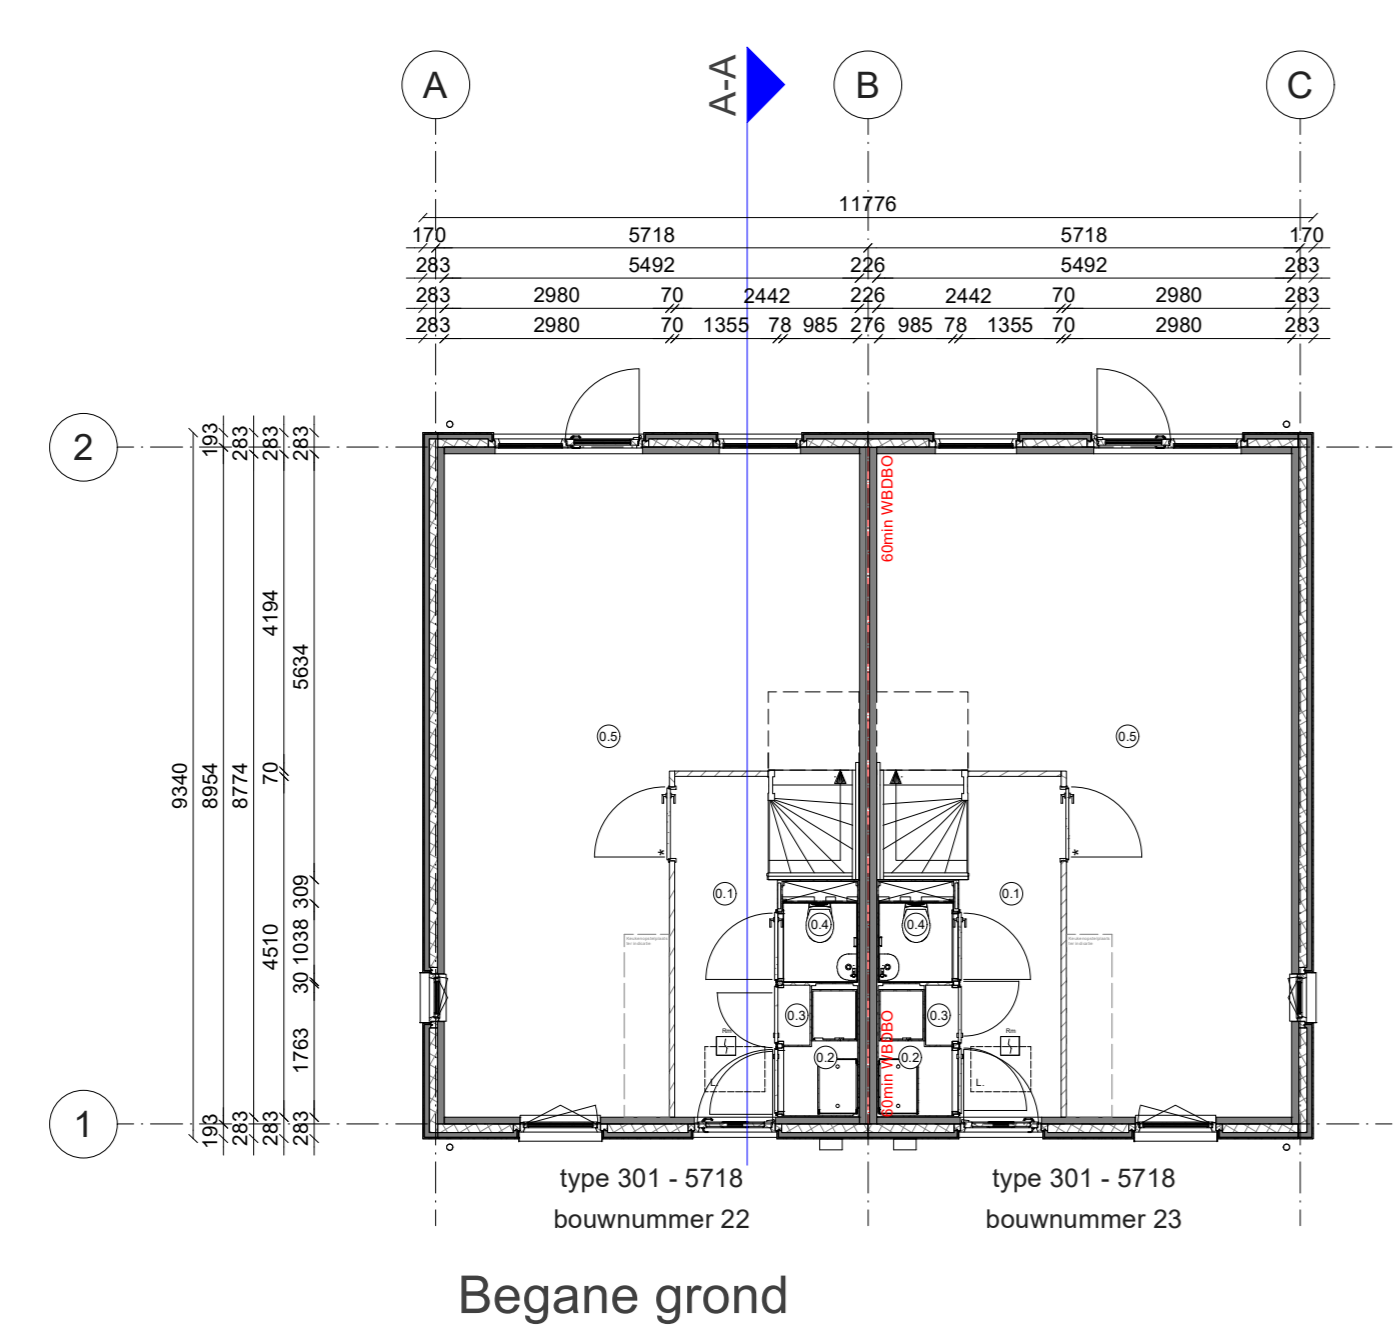 A
A-A
B
C
11776
170 5718 5718 170
283 5492 226 5492 283
283 2980 70 2442 226 2442 70 2980 283
283 2980 70 1355 78 985 276 985 78 1355 70 2980 283
2
1
9340
193 8954 193
283 8774 283
283 4194 70 4510 283
283 5634 309 1038 30 1763 283
60min WBDBO
60min WBDBO
0.5
0.5
*
*
0.1
0.1
0.4
0.4
0.3
0.3
0.2
0.2
Rm
Rm
type 301 - 5718
bouwnummer 22
type 301 - 5718
bouwnummer 23
Begane grond